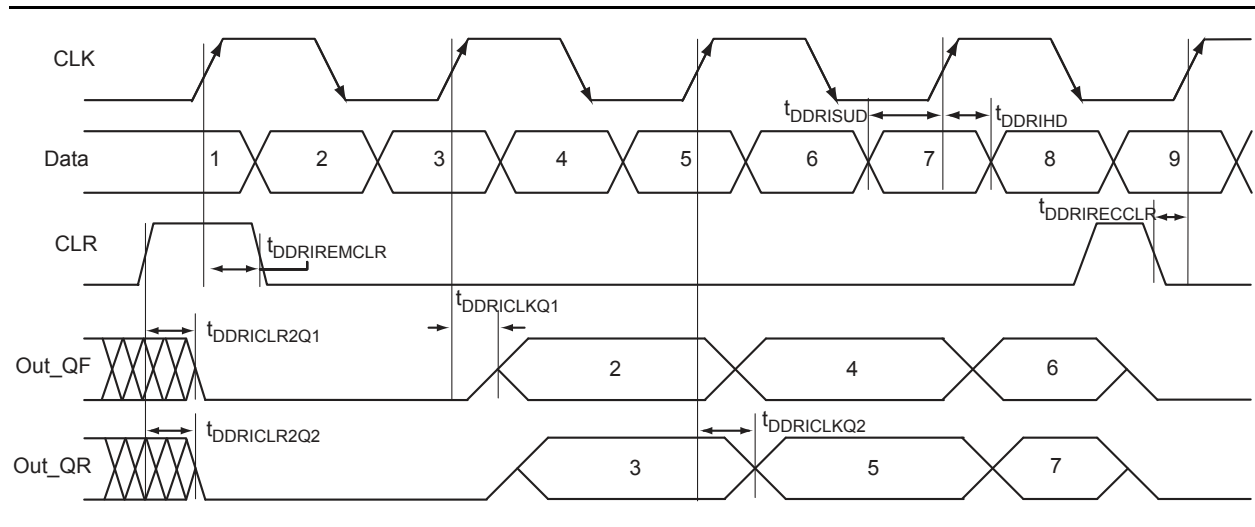 CLK
tDDRISUD
tDDRIHD
Data 1 2 3 4 5 6 7 8 9
tDDRIRECCLR
CLR
tDDRIREMCLR
tDDRICLKQ1
tDDRICLR2Q1
Out_QF 2 4 6
tDDRICLR2Q2
tDDRICLKQ2
Out_QR 3 5 7